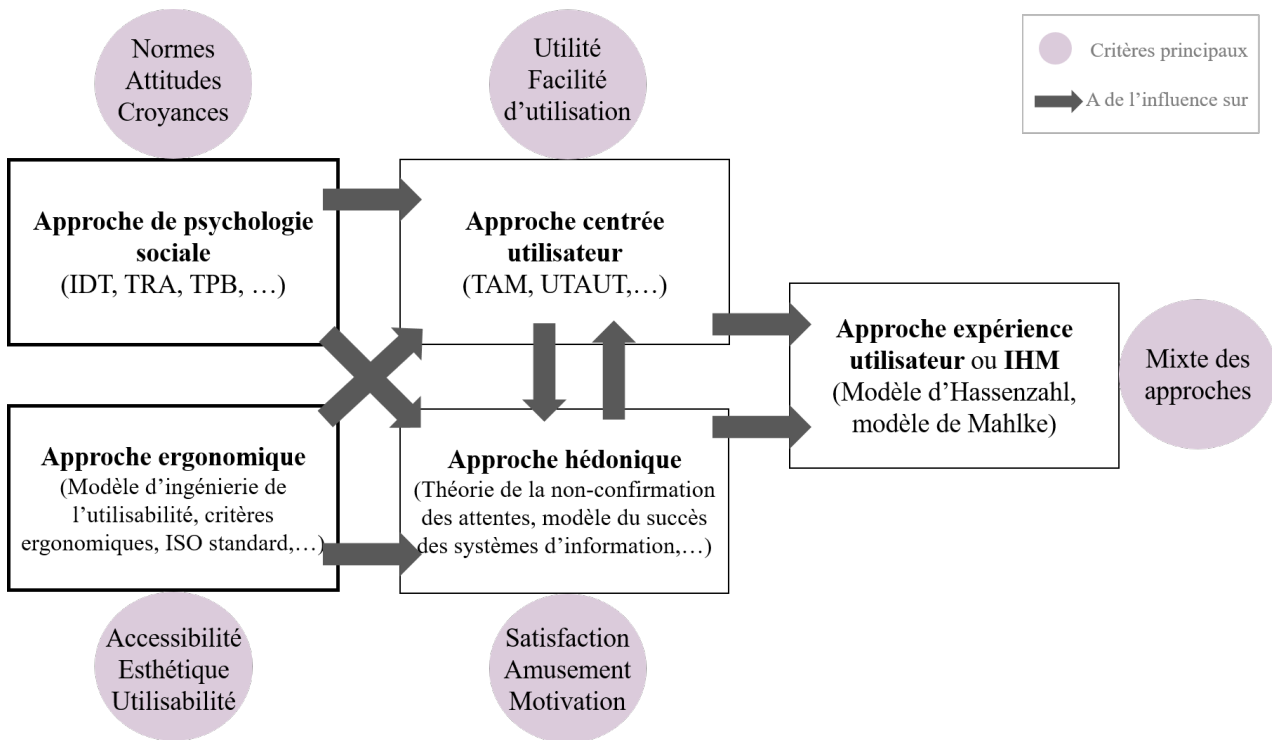 Normes
Attitudes
Croyances
Utilité
Facilité
d’utilisation
Critères principaux
A de l’influence sur
Approche de psychologie
sociale
(IDT, TRA, TPB, …)
Approche centrée
utilisateur
(TAM, UTAUT,…)
Approche expérience
utilisateur ou IHM
(Modèle d’Hassenzahl,
modèle de Mahlke)
Mixte des
approches
Approche ergonomique
(Modèle d’ingénierie de
l’utilisabilité, critères
ergonomiques, ISO standard,…)
Approche hédonique
(Théorie de la non-confirmation
des attentes, modèle du succès
des systèmes d’information,…)
Accessibilité
Esthétique
Utilisabilité
Satisfaction
Amusement
Motivation